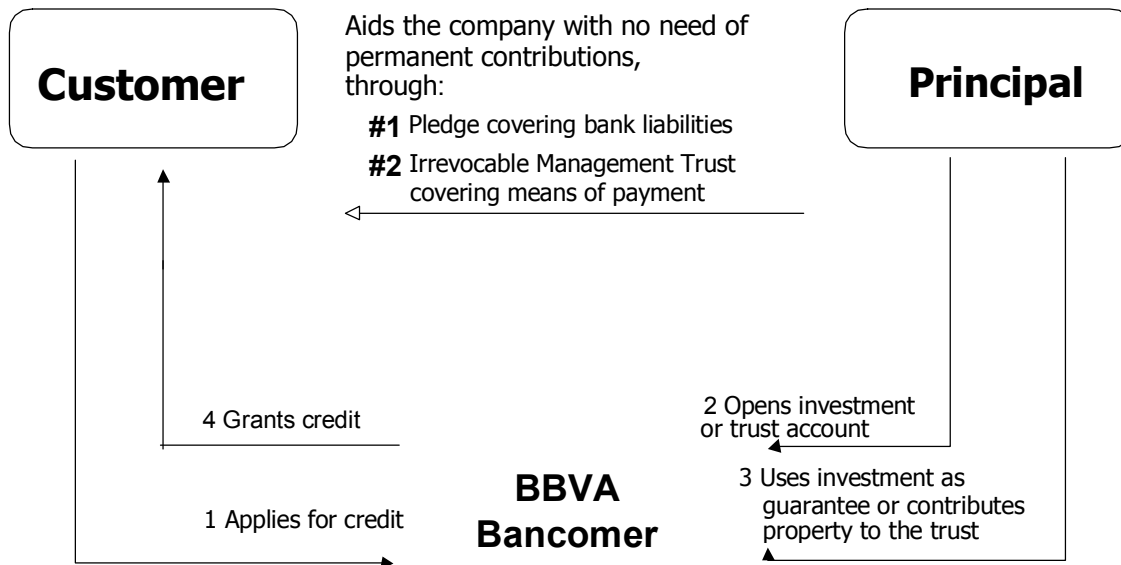 Customer
Aids the company with no need of
permanent contributions,
through:
#1 Pledge covering bank liabilities
#2 Irrevocable Management Trust
covering means of payment
Principal
4 Grants credit
2 Opens investment
or trust account
1 Applies for credit
BBVA
Bancomer
3 Uses investment as
guarantee or contributes
property to the trust